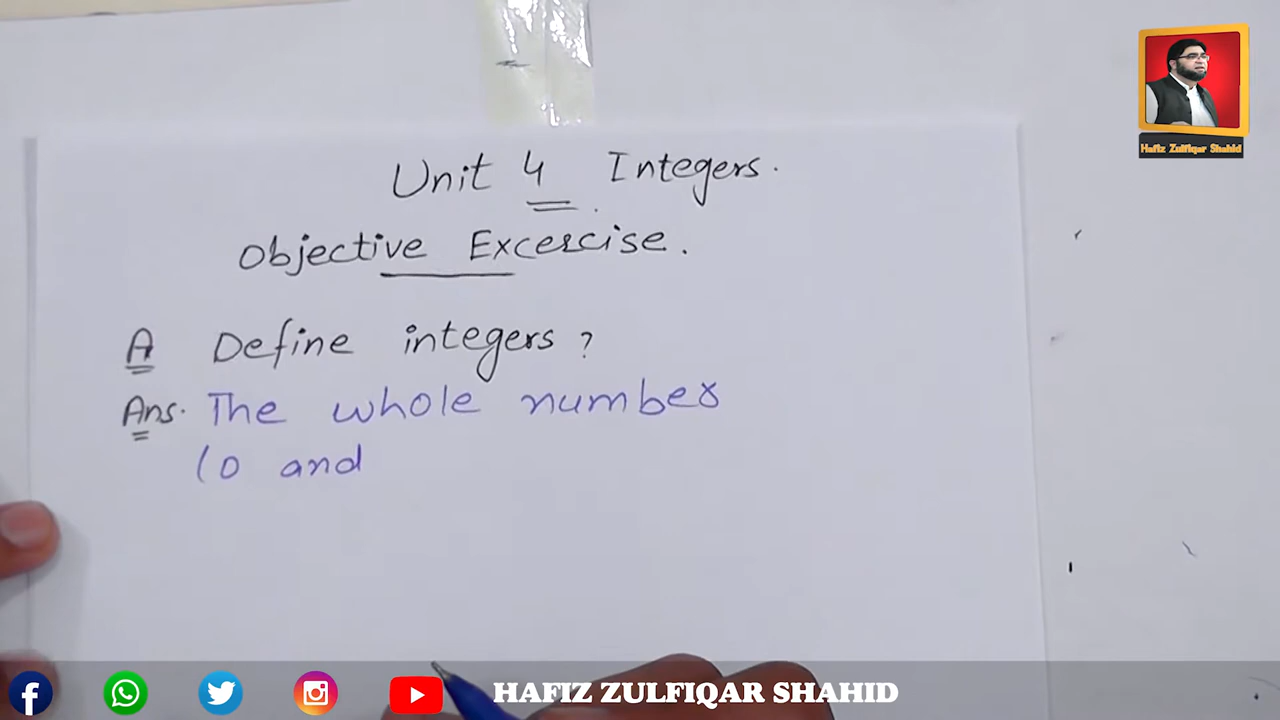 Hafiz Zulfiqar Shahid
Unit 4 Integers.
Objective Excercise.
A Define integers?
Ans. The whole number
(0 and
HAFIZ ZULFIQAR SHAHID